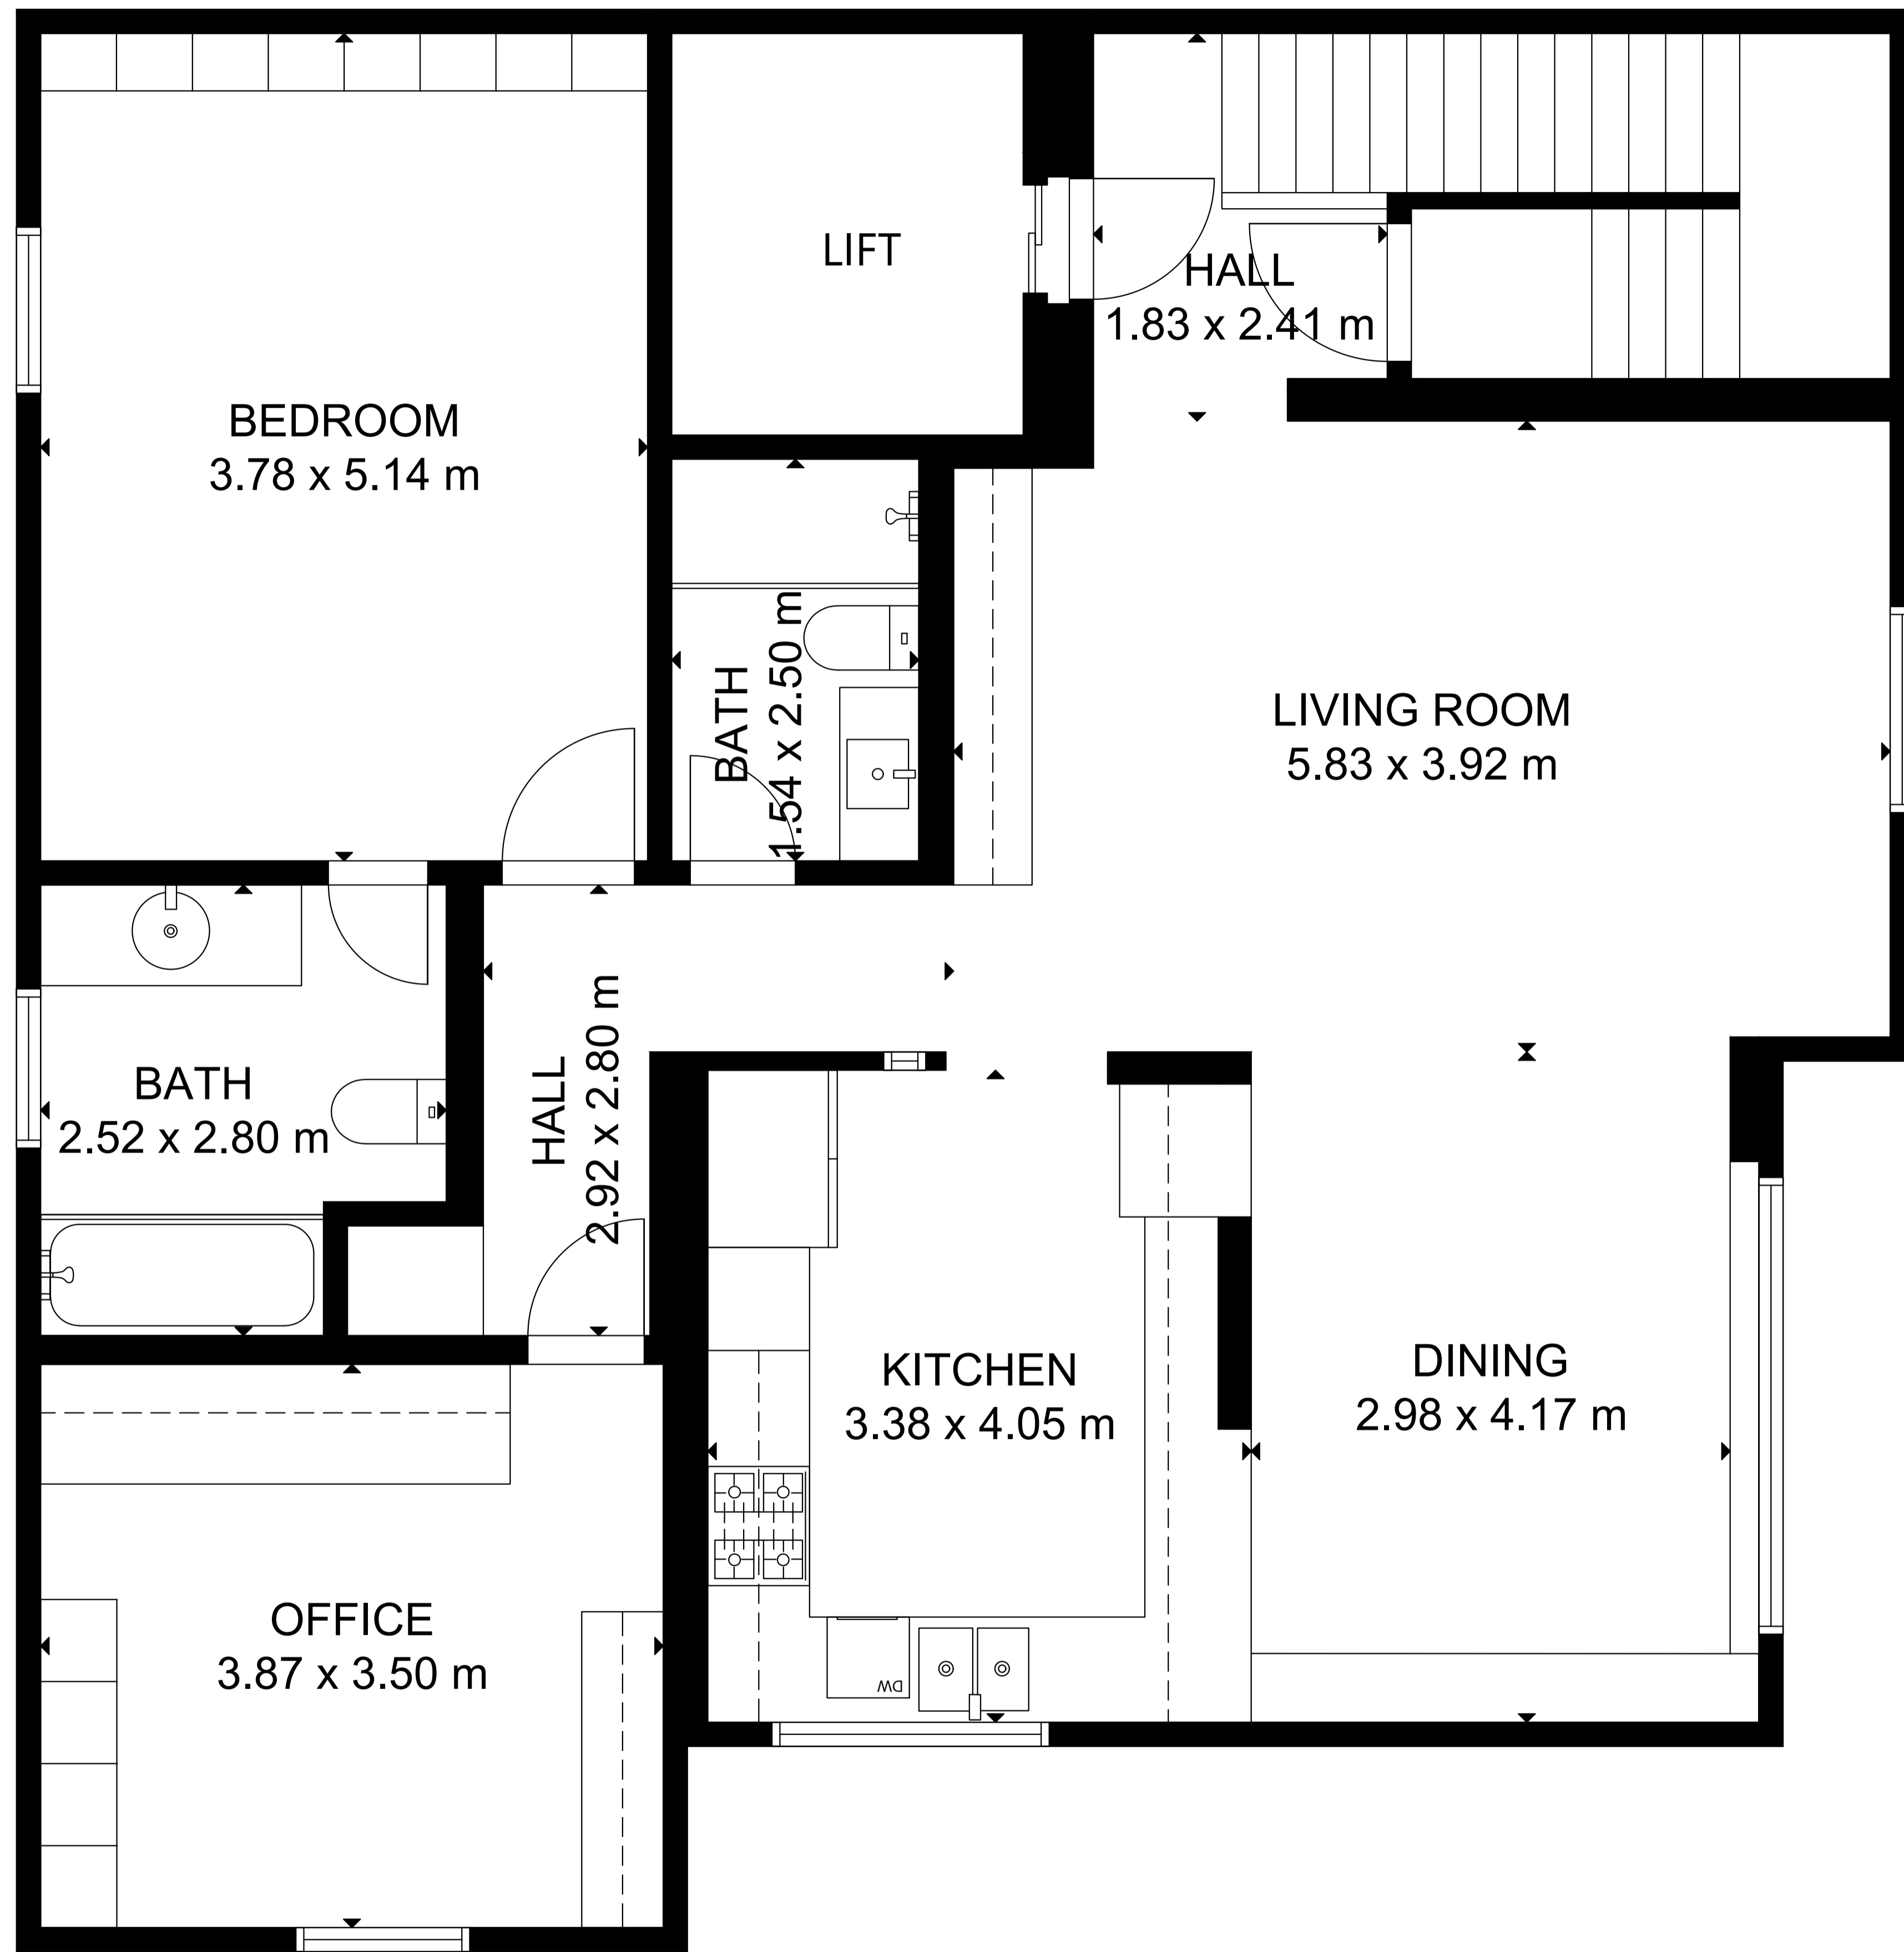 LIFT
HALL
1.83 x 2.41 m
BEDROOM
3.78 x 5.14 m
BATH
1.54 x 2.50 m
LIVING ROOM
5.83 x 3.92 m
BATH
2.52 x 2.80 m
HALL
2.92 x 2.80 m
KITCHEN
3.38 x 4.05 m
DINING
2.98 x 4.17 m
OFFICE
3.87 x 3.50 m
DW